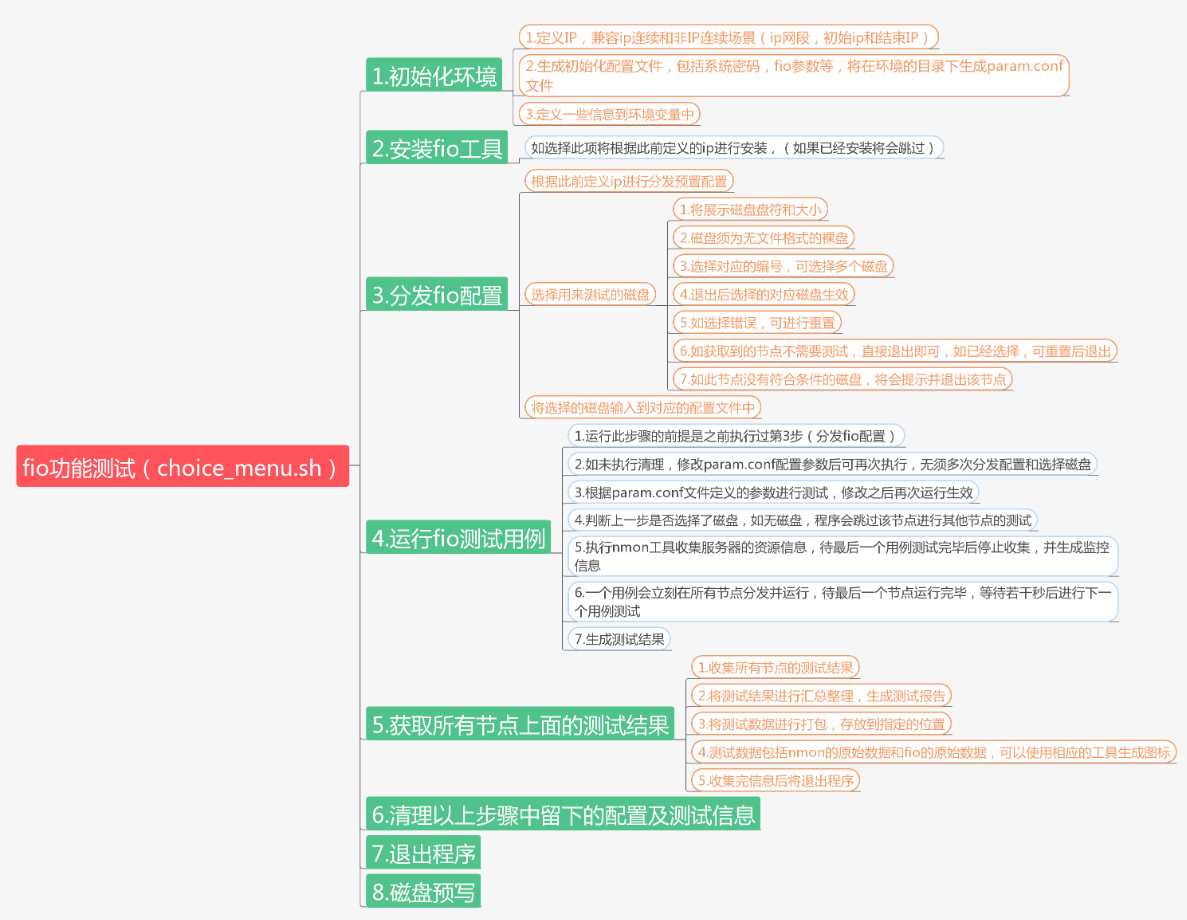 fio功能测试（choice_menu.sh）
1.初始化环境
1.定义IP，兼容ip连续和非IP连续场景（ip网段，初始ip和结束IP）
2.生成初始化配置文件，包括系统密码，fio参数等，将在环境的目录下生成param.conf
文件
3.定义一些信息到环境变量中
2.安装fio工具
如选择此项将根据此前定义的ip进行安装，（如果已经安装将会跳过）
3.分发fio配置
根据此前定义ip进行分发预置配置
选择用来测试的磁盘
1.将展示磁盘盘符和大小
2.磁盘须为无文件格式的裸盘
3.选择对应的编号，可选择多个磁盘
4.退出后选择的对应磁盘生效
5.如选择错误，可进行重置
6.如获取到的节点不需要测试，直接退出即可，如已经选择，可重置后退出
7.如此节点没有符合条件的磁盘，将会提示并退出该节点
将选择的磁盘输入到对应的配置文件中
4.运行fio测试用例
1.运行此步骤的前提是之前执行过第3步（分发fio配置）
2.如未执行清理，修改param.conf配置参数后可再次执行，无须多次分发配置和选择磁盘
3.根据param.conf文件定义的参数进行测试，修改之后再次运行生效
4.判断上一步是否选择了磁盘，如无磁盘，程序会跳过该节点进行其他节点的测试
5.执行nmon工具收集服务器的资源信息，待最后一个用例测试完毕后停止收集，并生成监控
信息
6.一个用例会立刻在所有节点分发并运行，待最后一个节点运行完毕，等待若干秒后进行下一
个用例测试
7.生成测试结果
5.获取所有节点上面的测试结果
1.收集所有节点的测试结果
2.将测试结果进行汇总整理，生成测试报告
3.将测试数据进行打包，存放到指定的位置
4.测试数据包括nmon的原始数据和fio的原始数据，可以使用相应的工具生成图标
5.收集完信息后将退出程序
6.清理以上步骤中留下的配置及测试信息
7.退出程序
8.磁盘预写